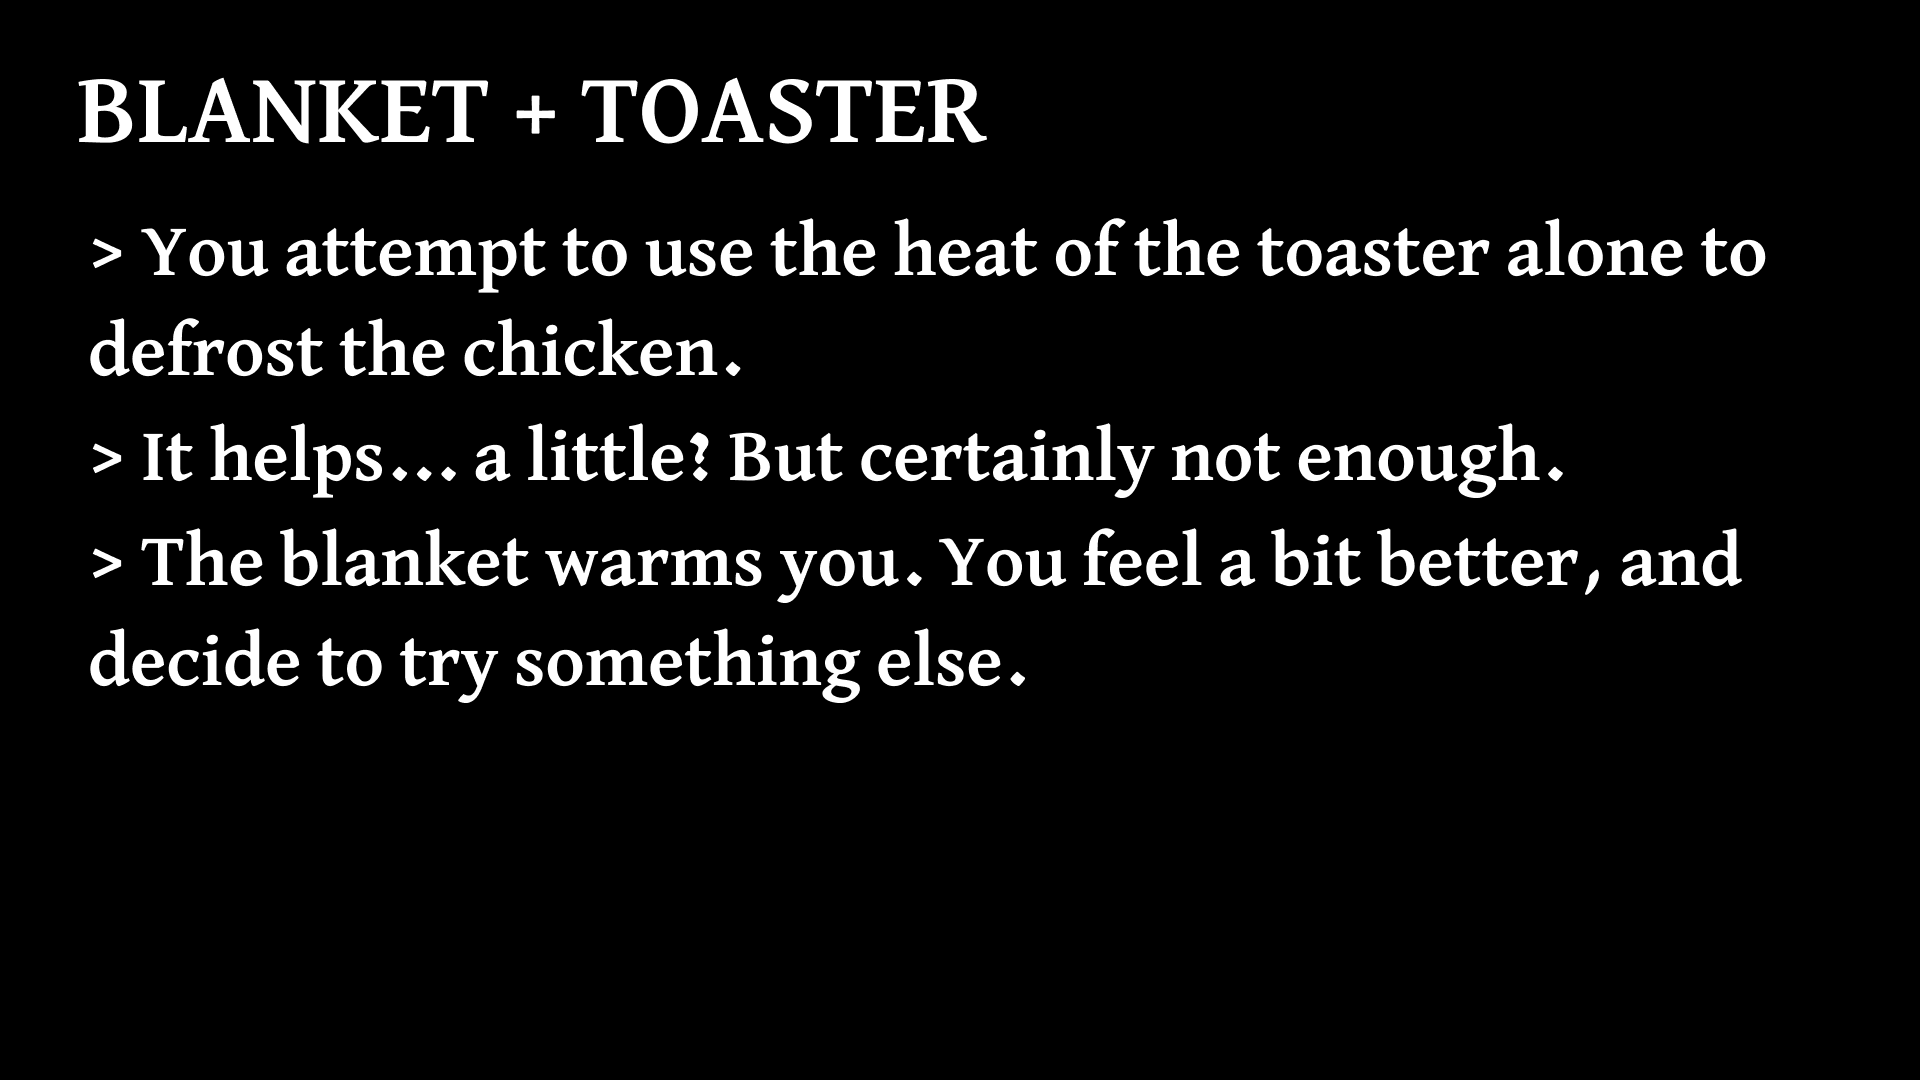 BLANKET + TOASTER
> You attempt to use the heat of the toaster alone to
defrost the chicken.
> It helps... a little? But certainly not enough.
> The blanket warms you. You feel a bit better, and
decide to try something else.